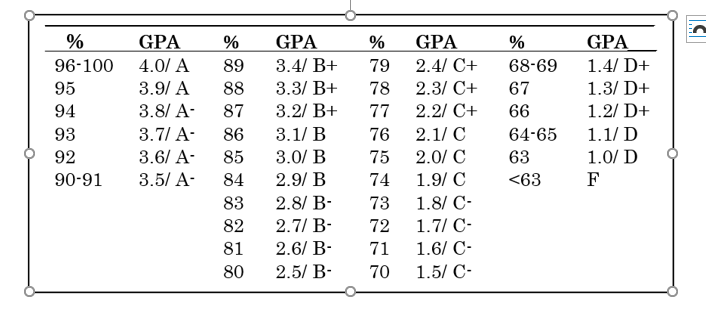 % GPA % GPA % GPA % GPA
96-100 4.0/ A 89 3.4/ B+ 79 2.4/ C+ 68-69 1.4/ D+
95 3.9/ A 88 3.3/ B+ 78 2.3/ C+ 67 1.3/ D+
94 3.8/ A- 87 3.2/ B+ 77 2.2/ C+ 66 1.2/ D+
93 3.7/ A- 86 3.1/ B 76 2.1/ C 64-65 1.1/ D
92 3.6/ A- 85 3.0/ B 75 2.0/ C 63 1.0/ D
90-91 3.5/ A- 84 2.9/ B 74 1.9/ C <63 F
83 2.8/ B- 73 1.8/ C-
82 2.7/ B- 72 1.7/ C-
81 2.6/ B- 71 1.6/ C-
80 2.5/ B- 70 1.5/ C-